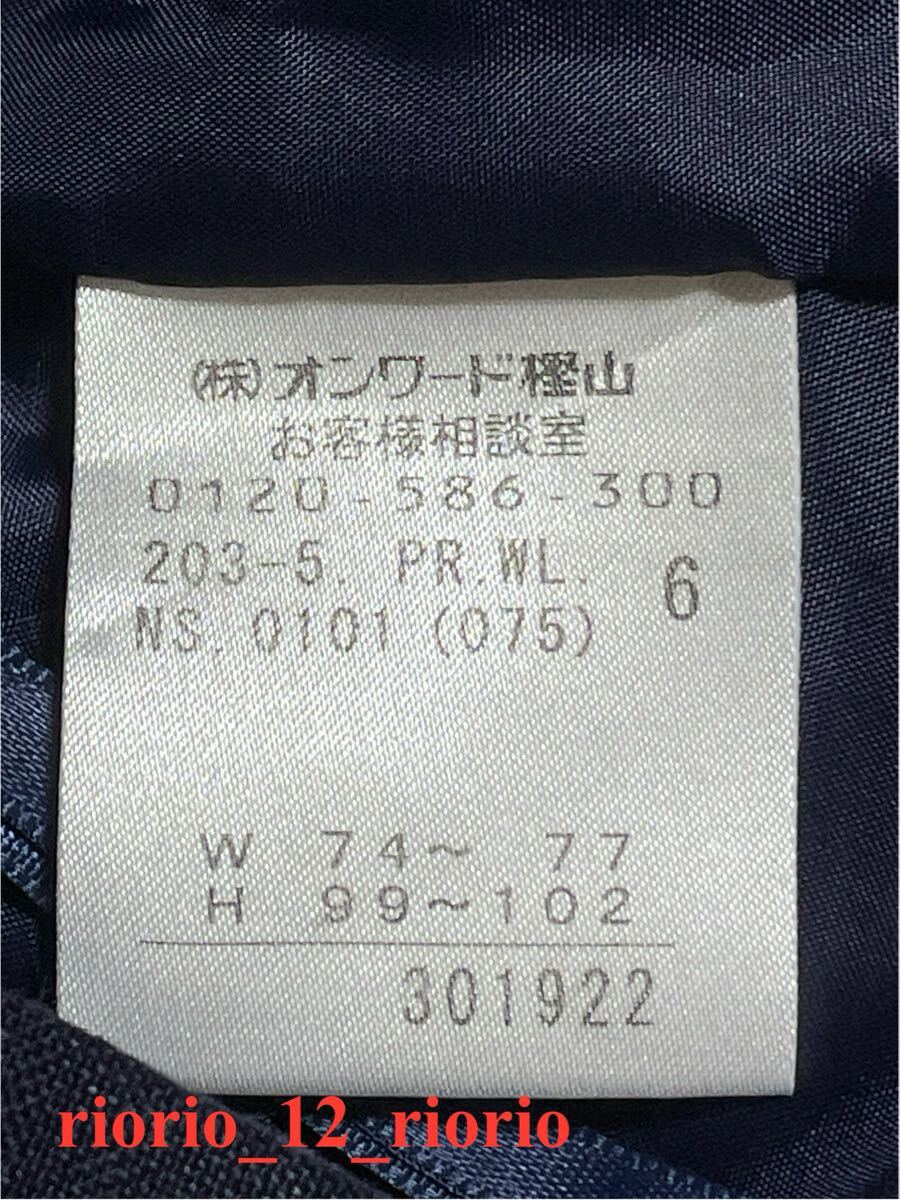 (株)オンワード樫山
お客様相談室
0120-586-300
203-5. PR.WL. 6
NS.0101(075)
W 74~ 77
H 99~102
301922
riorio_12_riorio